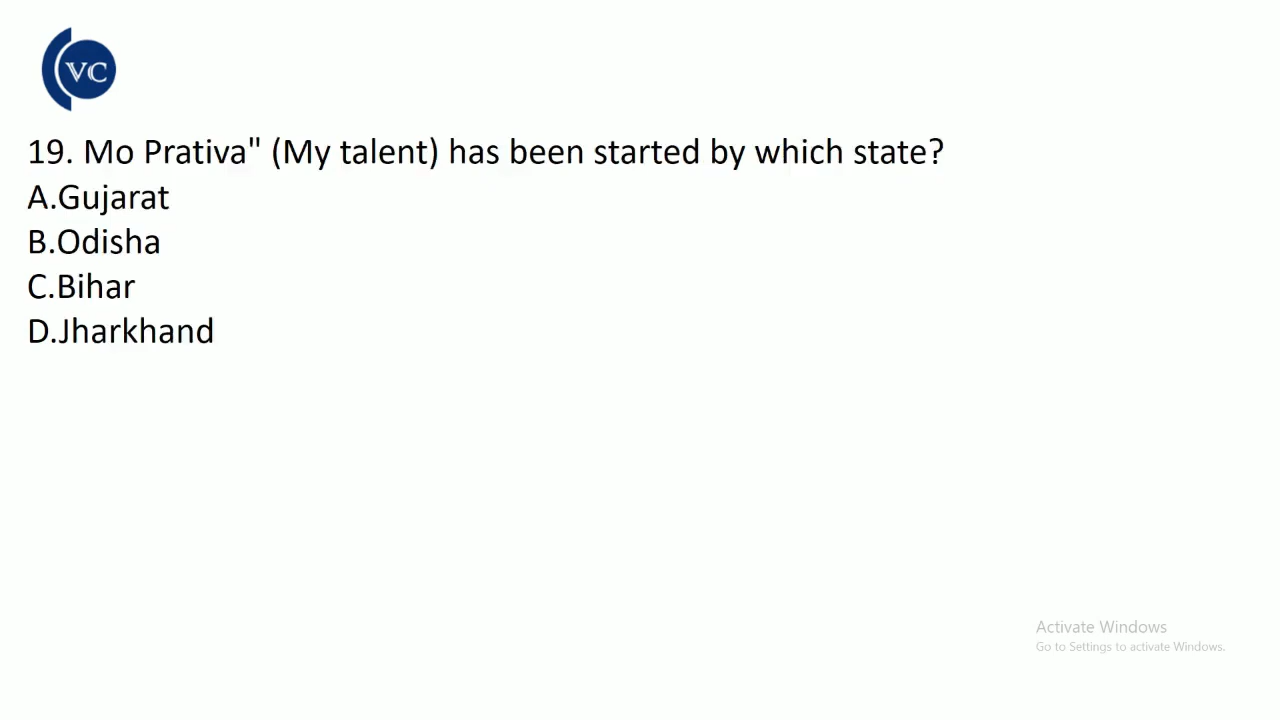 VC
19. Mo Prativa" (My talent) has been started by which state?
A.Gujarat
B.Odisha
C.Bihar
D.Jharkhand
Activate Windows
Go to Settings to activate Windows.